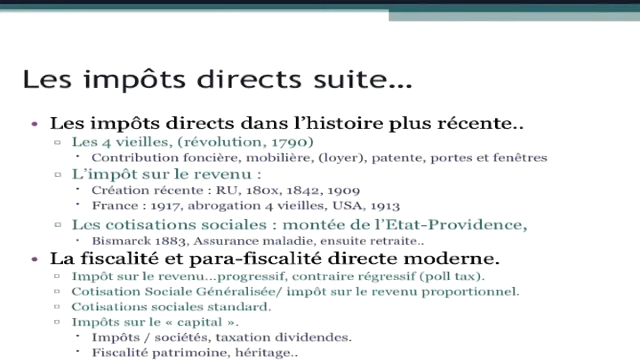 Les impôts directs suite...
• Les impôts directs dans l'histoire plus récente..
▫ Les 4 vieilles, (révolution, 1790)
• Contribution foncière, mobilière, (loyer), patente, portes et fenêtres
▫ L'impôt sur le revenu :
• Création récente : RU, 180x, 1842, 1909
• France : 1917, abrogation 4 vieilles, USA, 1913
▫ Les cotisations sociales : montée de l'Etat-Providence,
• Bismarck 1883, Assurance maladie, ensuite retraite..
• La fiscalité et para-fiscalité directe moderne.
▫ Impôt sur le revenu...progressif, contraire régressif (poll tax).
▫ Cotisation Sociale Généralisée/ impôt sur le revenu proportionnel.
▫ Cotisations sociales standard.
▫ Impôts sur le « capital ».
• Impôts / sociétés, taxation dividendes.
• Fiscalité patrimoine, héritage..